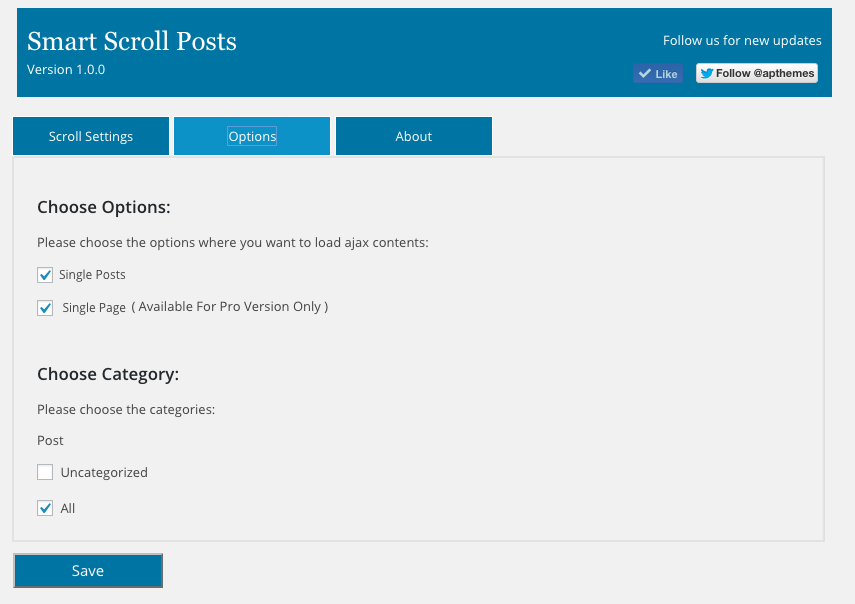 Smart Scroll Posts
Version 1.0.0
Follow us for new updates
Like
Follow @apthemes
Scroll Settings
Options
About
Choose Options:
Please choose the options where you want to load ajax contents:
Single Posts
Single Page ( Available For Pro Version Only )
Choose Category:
Please choose the categories:
Post
Uncategorized
All
Save